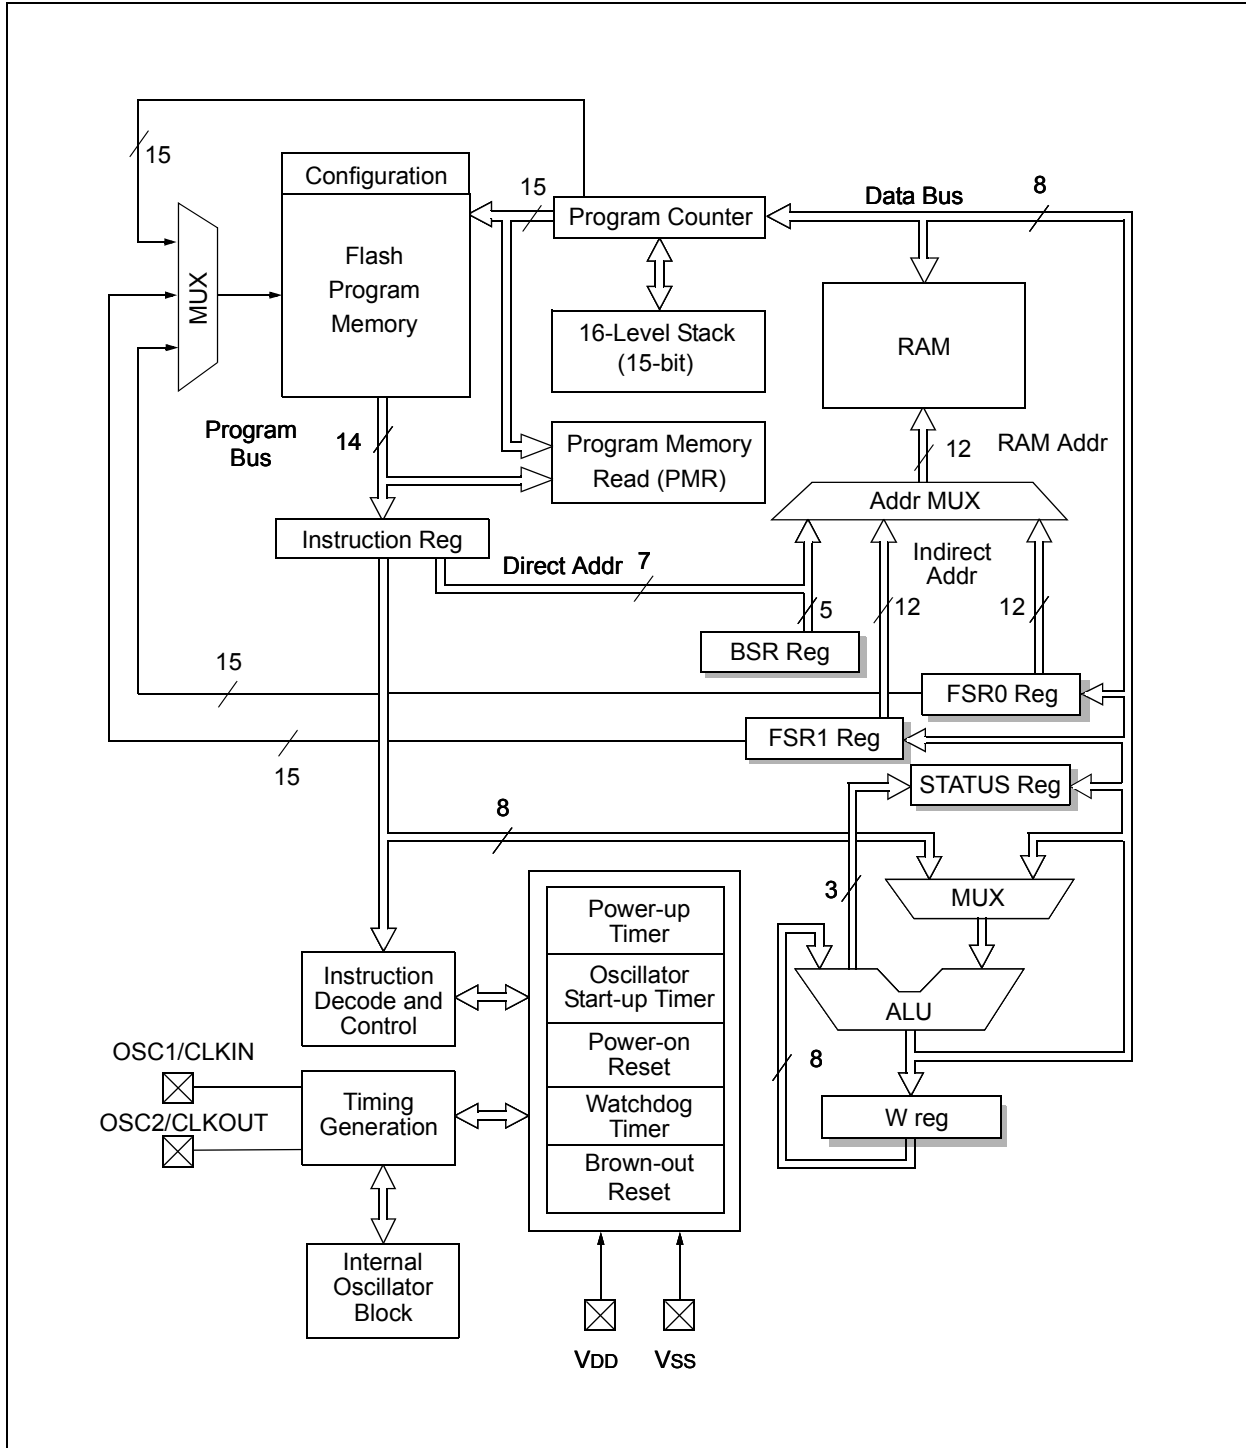 15
Configuration
15
Program Counter
Data Bus
8
Flash
Program
Memory
MUX
16-Level Stack
(15-bit)
RAM
Program
Bus
14
Program Memory
Read (PMR)
12
RAM Addr
Addr MUX
Instruction Reg
Direct Addr
7
Indirect
Addr
5
12
12
BSR Reg
15
FSR0 Reg
FSR1 Reg
15
STATUS Reg
8
3
MUX
Power-up
Timer
Instruction
Decode and
Control
Oscillator
Start-up Timer
ALU
OSC1/CLKIN
Power-on
Reset
8
OSC2/CLKOUT
Timing
Generation
Watchdog
Timer
W reg
Brown-out
Reset
Internal
Oscillator
Block
VDD
VSS